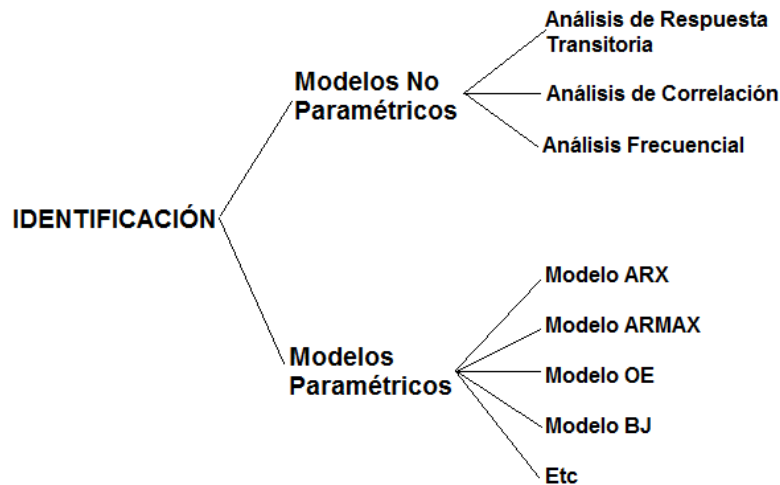 Análisis de Respuesta
Transitoria
Modelos No
Paramétricos
Análisis de Correlación
Análisis Frecuencial
IDENTIFICACIÓN
Modelo ARX
Modelo ARMAX
Modelos
Paramétricos
Modelo OE
Modelo BJ
Etc